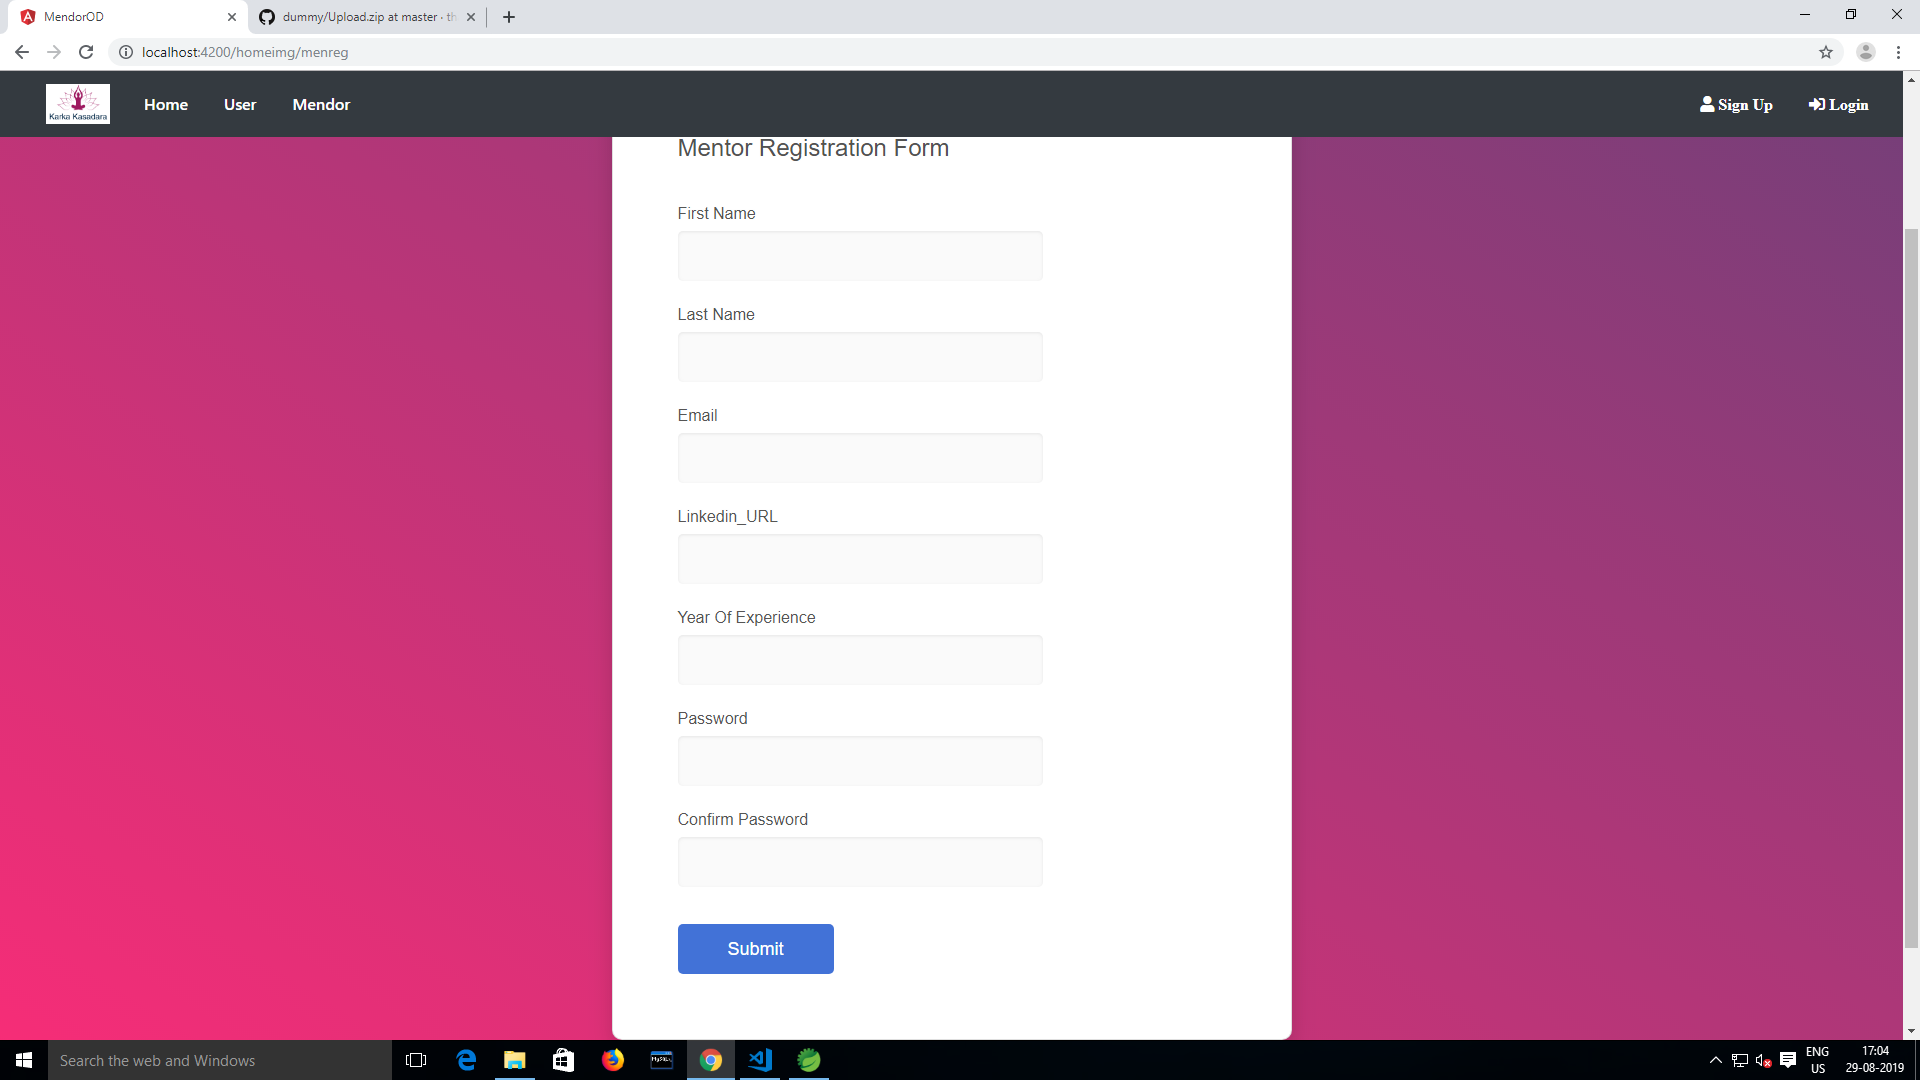 MendorOD
dummy/Upload.zip at master · th
localhost:4200/homeimg/menreg
Karka Kasadara
Home
User
Mendor
Sign Up
Login
Mentor Registration Form
First Name
Last Name
Email
Linkedin_URL
Year Of Experience
Password
Confirm Password
Submit
Search the web and Windows
MySQL
ENG
US
17:04
29-08-2019